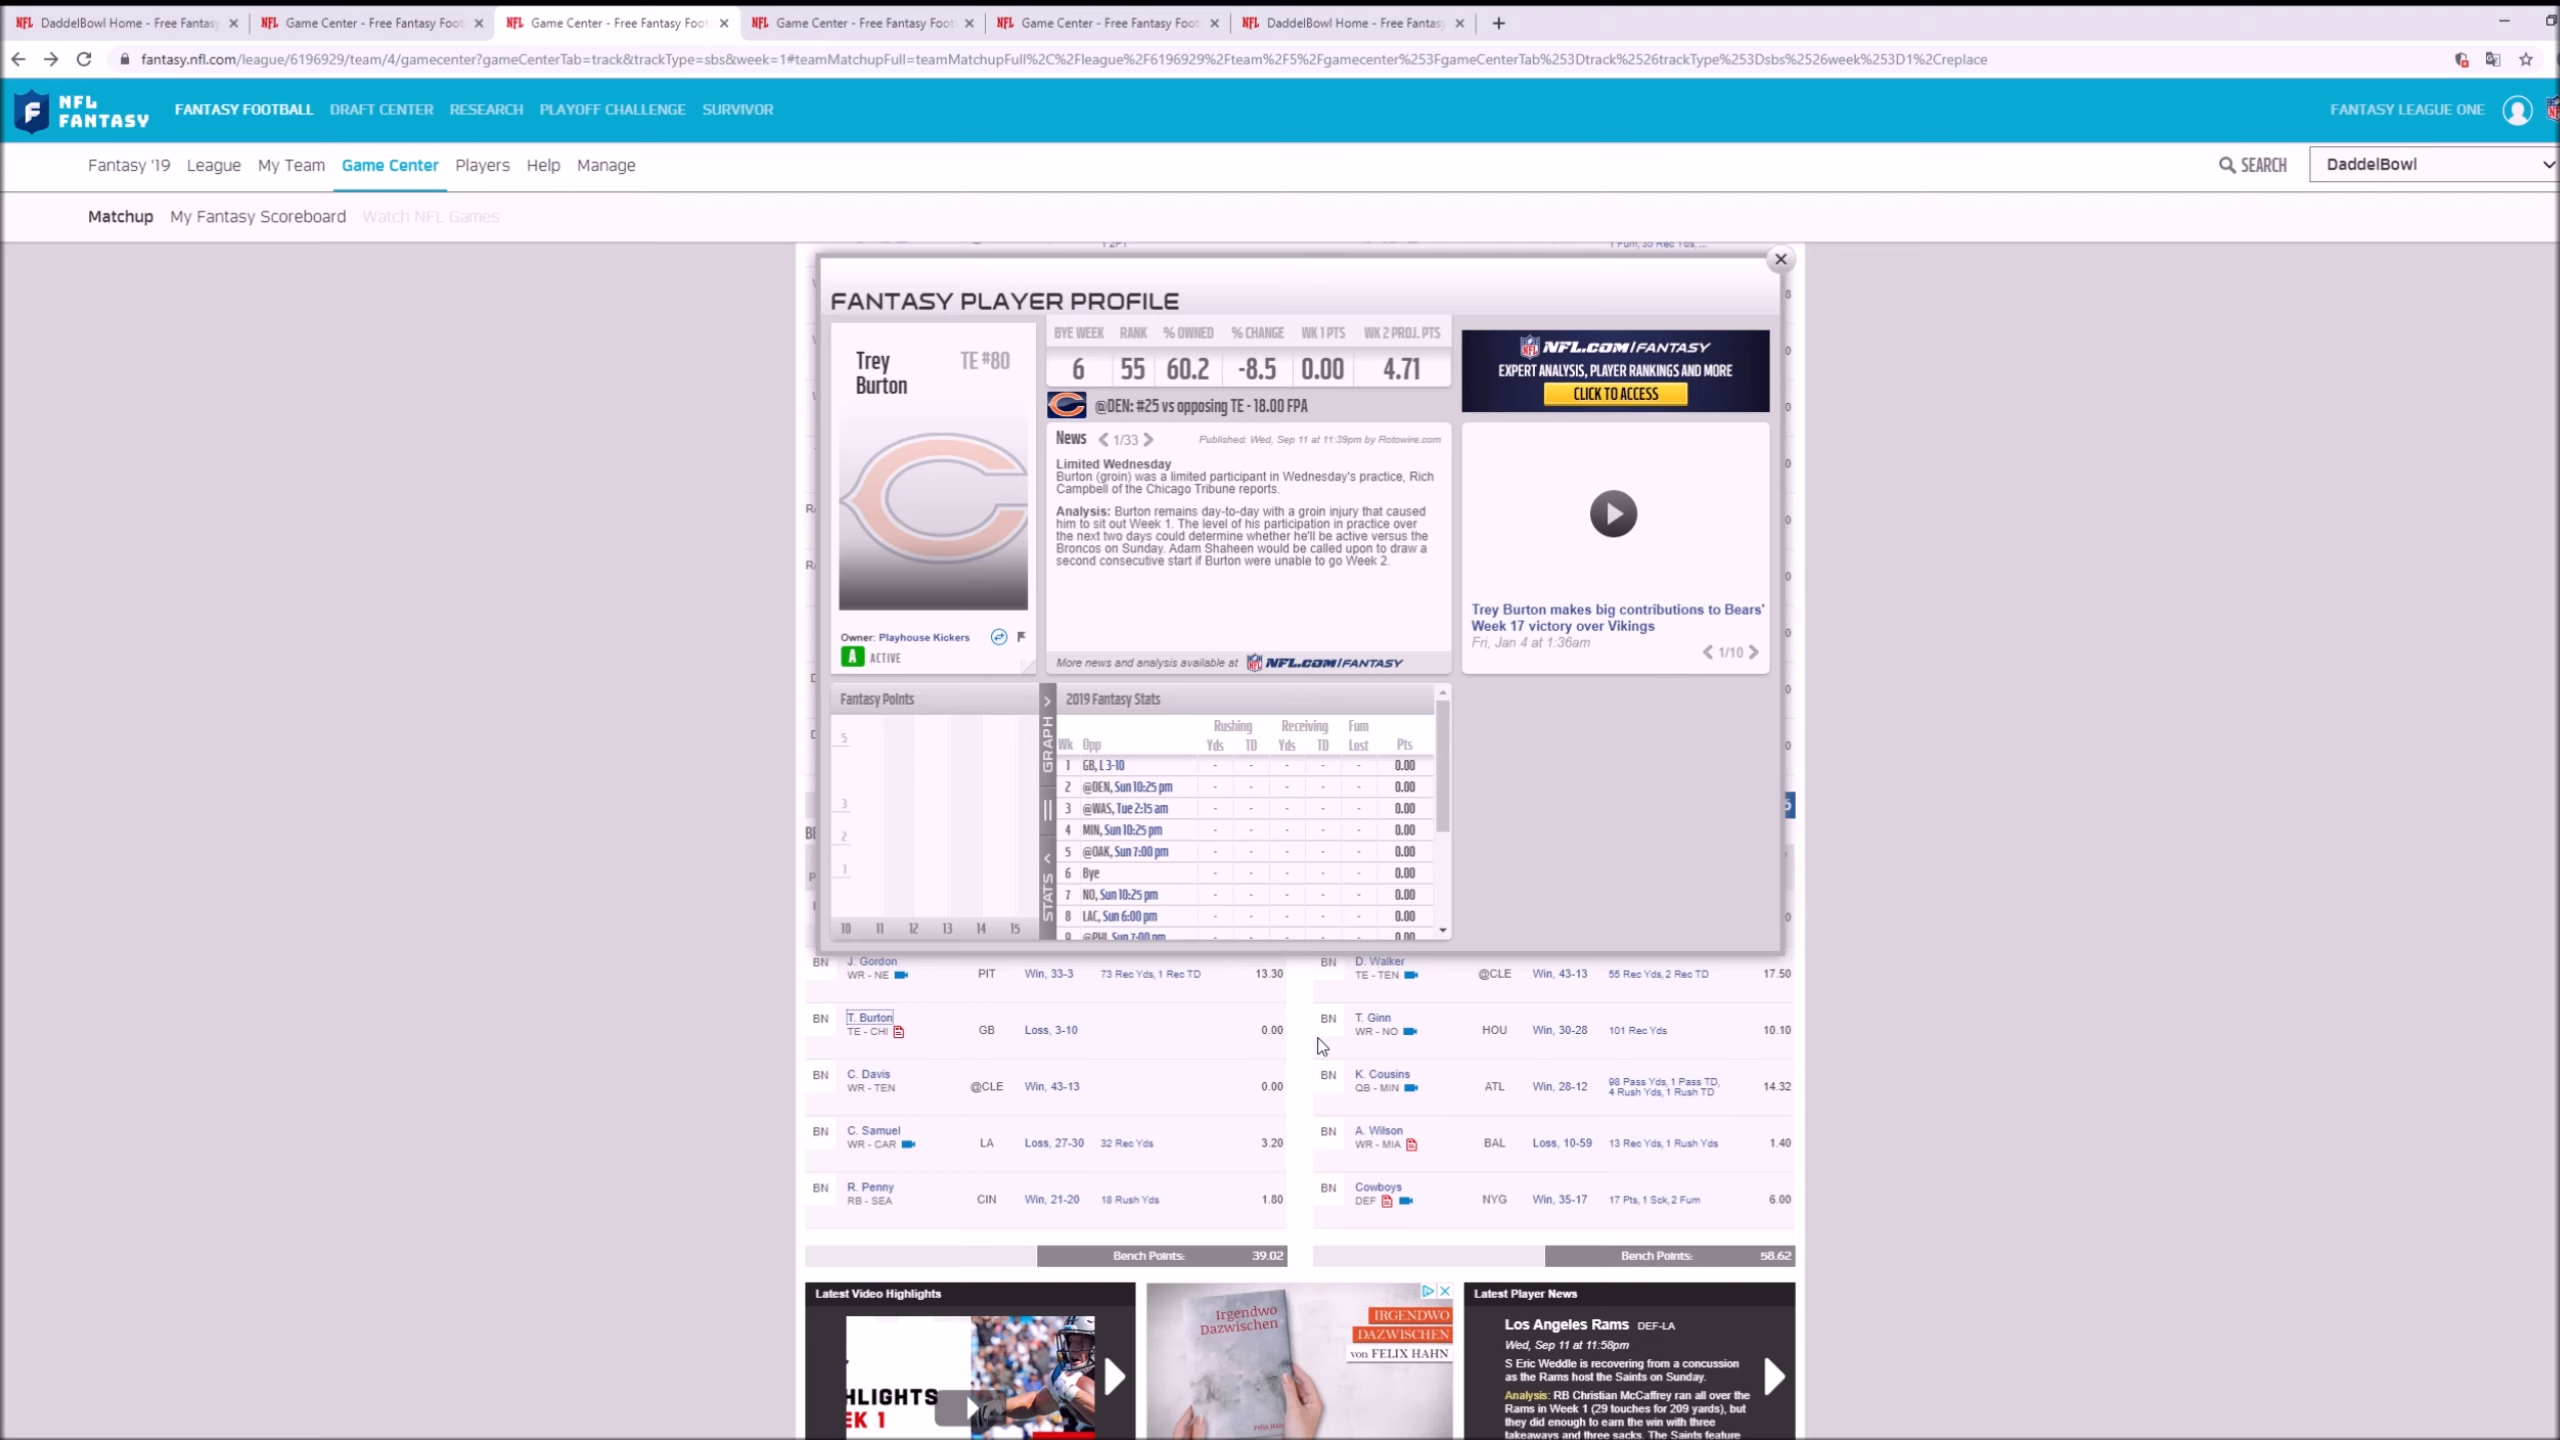 DaddelBowl Home - Free Fantasy
Game Center - Free Fantasy Foot
Game Center - Free Fantasy Foot
Game Center - Free Fantasy Foot
Game Center - Free Fantasy Foot
DaddelBowl Home - Free Fantasy
fantasy.nfl.com/league/6196929/team/4/gamecenter?gameCenterTab=track&trackType=sbs&week=1#teamMatchupFull=teamMatchupFull%2C%2Fleague%2F6196929%2Fteam%2F5%2Fgamecenter%253FgameCenterTab%253Dtrack%2526trackType%253Dsbs%2526week%253D1%2Creplace
NFL FANTASY
FANTASY FOOTBALL DRAFT CENTER RESEARCH PLAYOFF CHALLENGE SURVIVOR
FANTASY LEAGUE ONE
Fantasy '19 League My Team Game Center Players Help Manage
SEARCH DaddelBowl
Matchup My Fantasy Scoreboard Watch NFL Games
FANTASY PLAYER PROFILE
Trey Burton
TE #80
BYE WEEK RANK % OWNED % CHANGE WK 1 PTS WK 2 PROJ. PTS
6 55 60.2 -8.5 0.00 4.71
@DEN: #25 vs opposing TE - 18.00 FPA
NFL.COM/FANTASY
EXPERT ANALYSIS, PLAYER RANKINGS AND MORE
CLICK TO ACCESS
News 1/33 Published: Wed, Sep 11 at 11:39pm by Rotowire.com
Limited Wednesday
Burton (groin) was a limited participant in Wednesday's practice, Rich
Campbell of the Chicago Tribune reports.
Analysis: Burton remains day-to-day with a groin injury that caused
him to sit out Week 1. The level of his participation in practice over
the next two days could determine whether he'll be active versus the
Broncos on Sunday. Adam Shaheen would be called upon to draw a
second consecutive start if Burton were unable to go Week 2.
More news and analysis available at NFL.COM/FANTASY
Trey Burton makes big contributions to Bears'
Week 17 victory over Vikings
Fri, Jan 4 at 1:36am
1/10
Owner: Playhouse Kickers
A ACTIVE
Fantasy Points
5
3
2
1
10 11 12 13 14 15
GRAPH
STATS
2019 Fantasy Stats
Rushing Receiving Fum
Wk Opp Yds TD Yds TD Lost Pts
1 GB, L 3-10 - - - - - 0.00
2 @DEN, Sun 10:25 pm - - - - - 0.00
3 @WAS, Tue 2:15 am - - - - - 0.00
4 MIN, Sun 10:25 pm - - - - - 0.00
5 @OAK, Sun 7:00 pm - - - - - 0.00
6 Bye - - - - - 0.00
7 NO, Sun 10:25 pm - - - - - 0.00
8 LAC, Sun 6:00 pm - - - - - 0.00
9 @PHI, Sun 7:00 pm - - - - - 0.00
BN J. Gordon WR - NE PIT Win, 33-3 73 Rec Yds, 1 Rec TD 13.30
BN T. Burton TE - CHI GB Loss, 3-10 0.00
BN C. Davis WR - TEN @CLE Win, 43-13 0.00
BN C. Samuel WR - CAR LA Loss, 27-30 32 Rec Yds 3.20
BN R. Penny RB - SEA CIN Win, 21-20 18 Rush Yds 1.80
Bench Points: 39.02
BN D. Walker TE - TEN @CLE Win, 43-13 55 Rec Yds, 2 Rec TD 17.50
BN T. Ginn WR - NO HOU Win, 30-28 101 Rec Yds 10.10
BN K. Cousins QB - MIN ATL Win, 28-12 98 Pass Yds, 1 Pass TD, 4 Rush Yds, 1 Rush TD 14.32
BN A. Wilson WR - MIA BAL Loss, 10-59 13 Rec Yds, 1 Rush Yds 1.40
BN Cowboys DEF NYG Win, 35-17 17 Pts, 1 Sck, 2 Fum 6.00
Bench Points: 58.62
Latest Video Highlights
HLIGHTS
EK 1
Irgendwo
Dazwischen
IRGENDWO
DAZWISCHEN
von FELIX HAHN
Latest Player News
Los Angeles Rams DEF-LA
Wed, Sep 11 at 11:58pm
S Eric Weddle is recovering from a concussion
as the Rams host the Saints on Sunday.
Analysis: RB Christian McCaffrey ran all over the
Rams in Week 1 (29 touches for 209 yards), but
they did enough to earn the win with three
takeaways and three sacks. The Saints feature